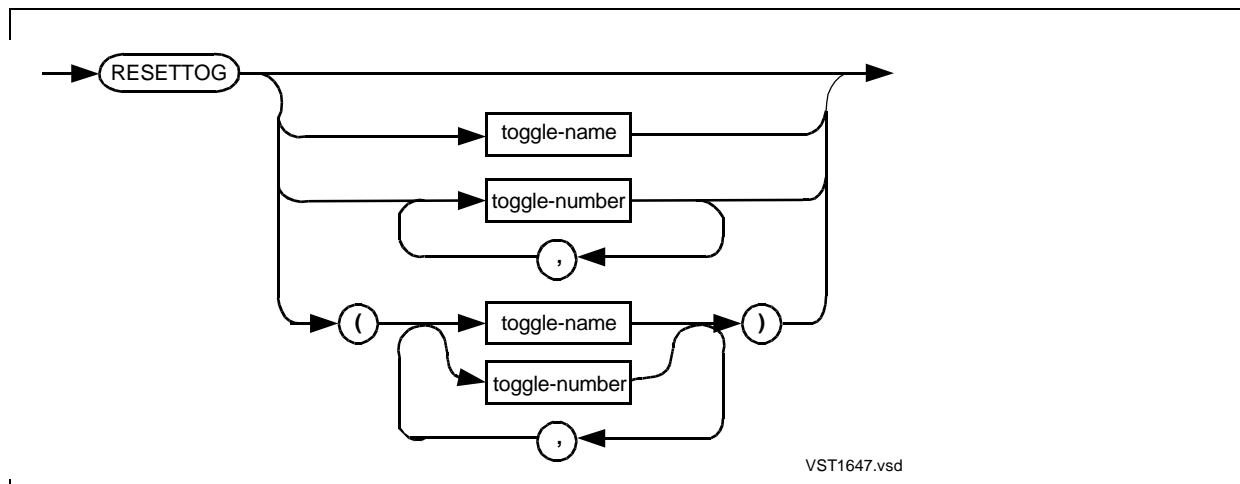 RESETTOG
toggle-name
toggle-number
,
( toggle-name )
toggle-number
,
VST1647.vsd